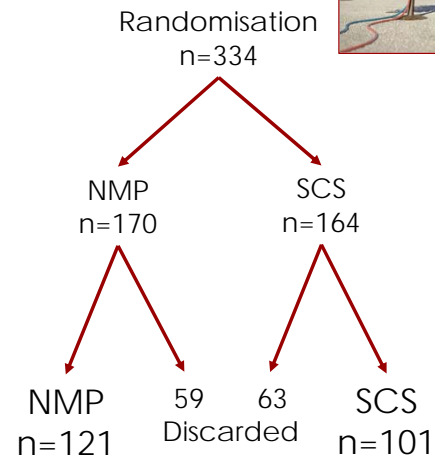 Randomisation
n=334
NMP
n=170
SCS
n=164
NMP
n=121
59 63
Discarded
SCS
n=101